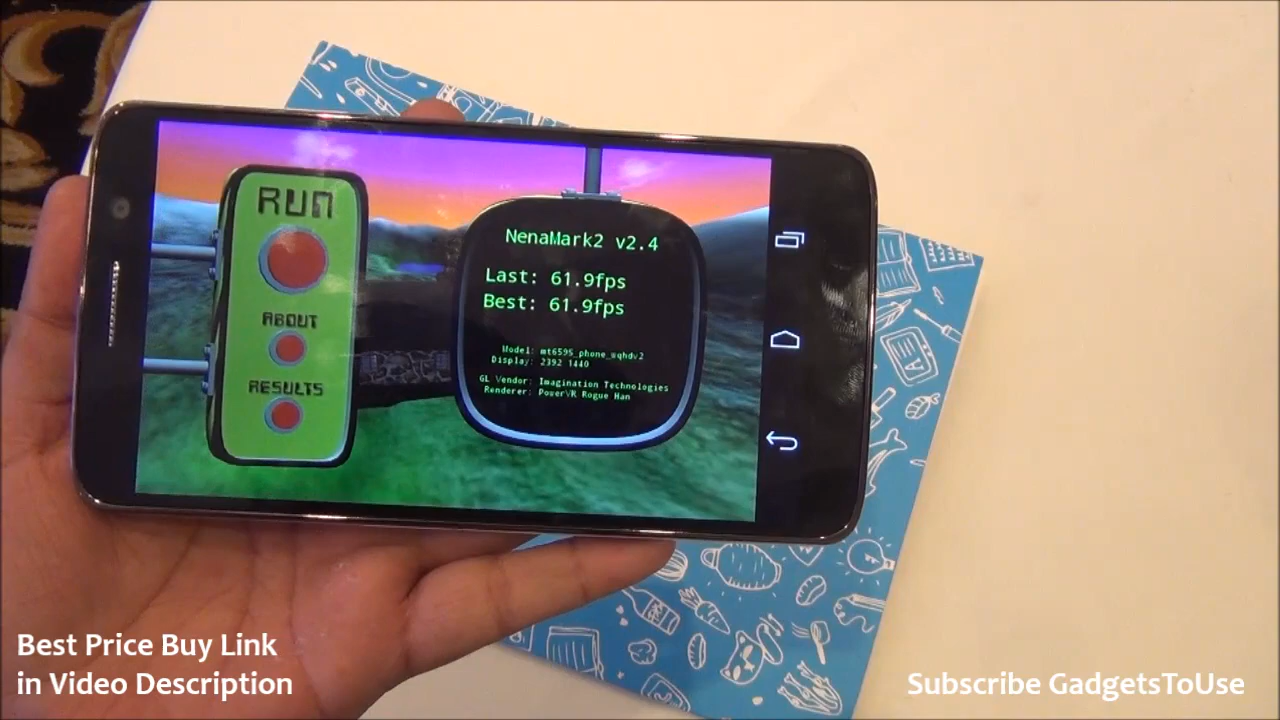 RUN
ABOUT
RESULTS
NenaMark2 v2.4
Last: 61.9fps
Best: 61.9fps
Model: mt6595_phone_wqhdv2
Display: 2392 1440
GL Vendor: Imagination Technologies
Renderer: PowerVR Rogue Han
Best Price Buy Link
in Video Description
Subscribe GadgetsToUse